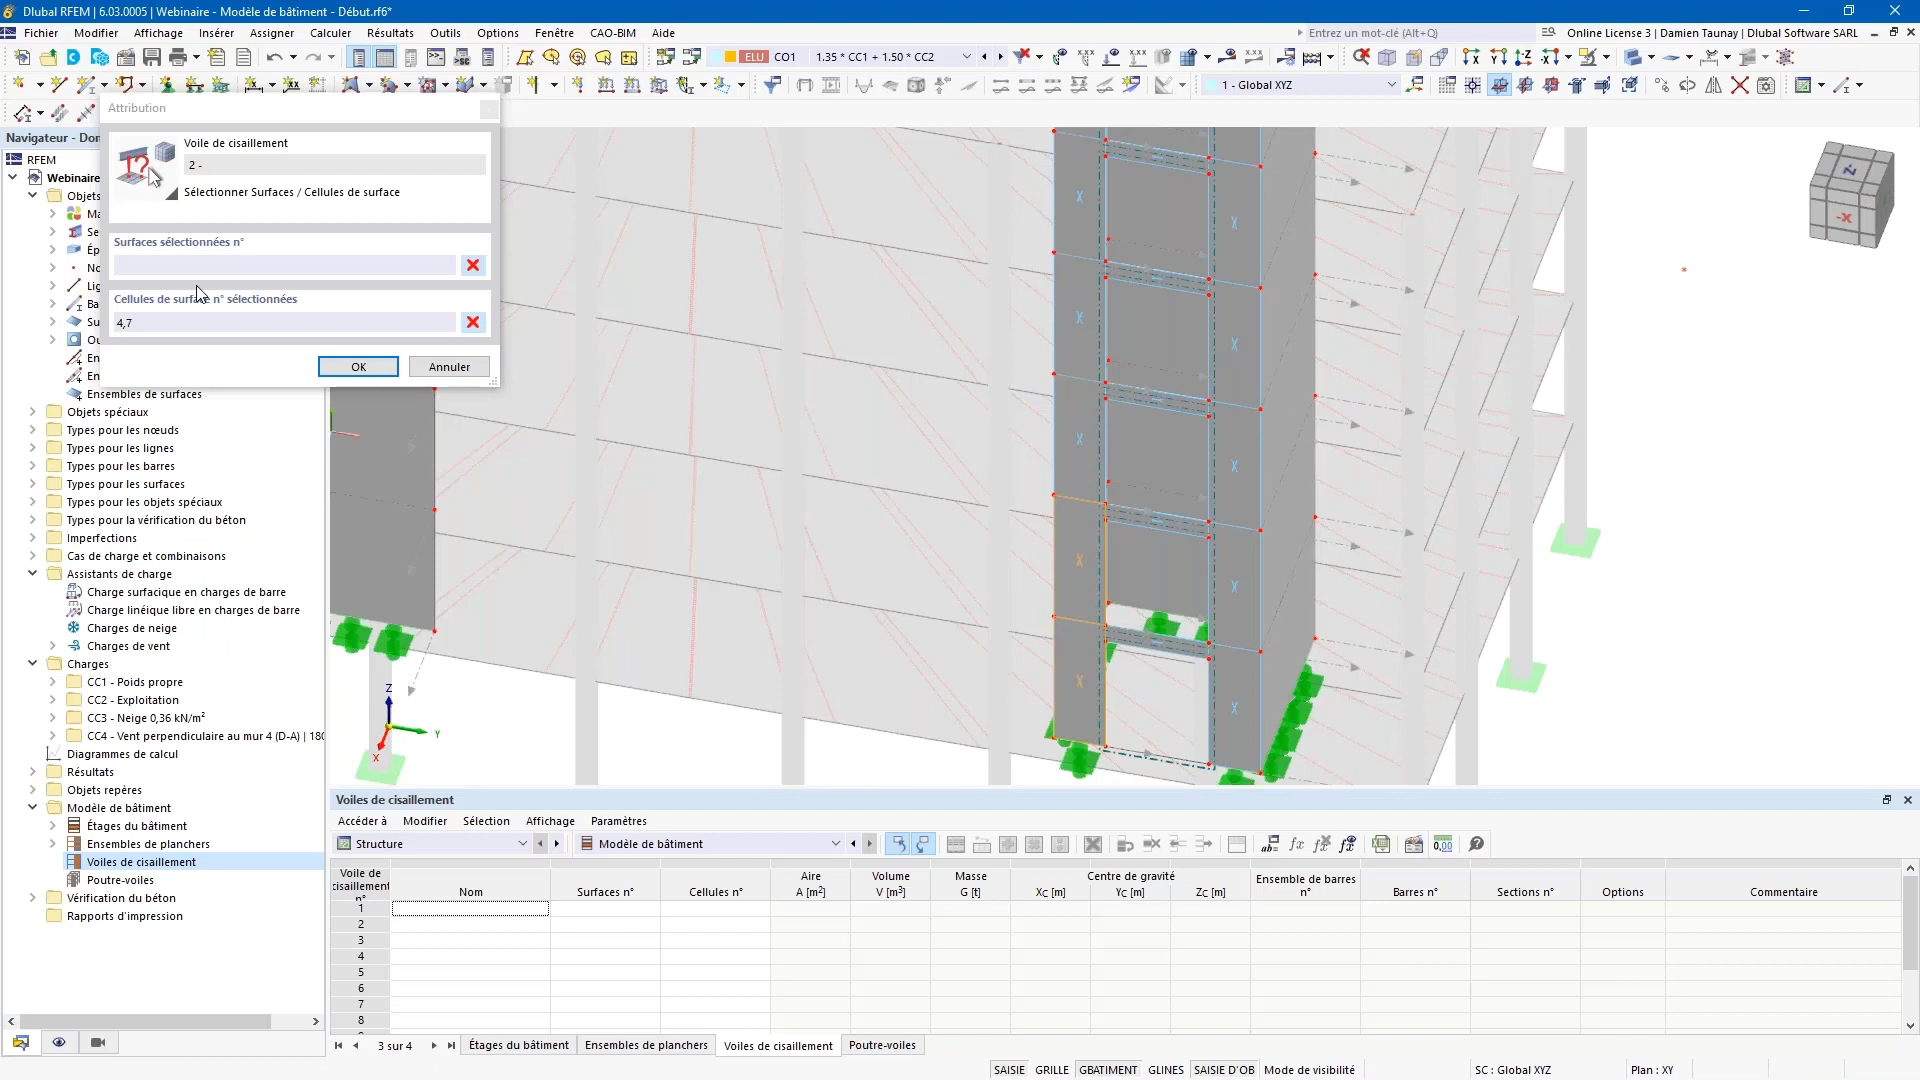 Dlubal RFEM | 6.03.0005 | Webinaire - Modèle de bâtiment - Début.rf6*
Fichier Modifier Affichage Insérer Assigner Calculer Résultats Outils Options Fenêtre CAO-BIM Aide
Entrez un mot-clé (Alt+Q)
Online License 3 | Damien Taunay | Dlubal Software SARL
ELU CO1 1.35 * CC1 + 1.50 * CC2
1 - Global XYZ
Attribution
Voile de cisaillement
2 -
Sélectionner Surfaces / Cellules de surface
Surfaces sélectionnées n°
Cellules de surface n° sélectionnées
4,7
OK Annuler
Navigateur - Don
RFEM
Webinaire
Objets
Ma
Se
Ép
No
Lig
Ba
Su
Ou
En
En
Ensembles de surfaces
Objets spéciaux
Types pour les nœuds
Types pour les lignes
Types pour les barres
Types pour les surfaces
Types pour les objets spéciaux
Types pour la vérification du béton
Imperfections
Cas de charge et combinaisons
Assistants de charge
Charge surfacique en charges de barre
Charge linéique libre en charges de barre
Charges de neige
Charges de vent
Charges
CC1 - Poids propre
CC2 - Exploitation
CC3 - Neige 0,36 kN/m²
CC4 - Vent perpendiculaire au mur 4 (D-A) | 180
Diagrammes de calcul
Résultats
Objets repères
Modèle de bâtiment
Étages du bâtiment
Ensembles de planchers
Voiles de cisaillement
Poutre-voiles
Vérification du béton
Rapports d'impression
-X
Z
Z
Y
X
Voiles de cisaillement
Accéder à Modifier Sélection Affichage Paramètres
Structure
Modèle de bâtiment
Voile de cisaillement n°
Nom
Surfaces n°
Cellules n°
Aire A [m²]
Volume V [m³]
Masse G [t]
Centre de gravité
Xc [m] Yc [m] Zc [m]
Ensemble de barres n°
Barres n°
Sections n°
Options
Commentaire
1
2
3
4
5
6
7
8
3 sur 4
Étages du bâtiment Ensembles de planchers Voiles de cisaillement Poutre-voiles
SAISIE GRILLE GBATIMENT GLINES SAISIE D'OB Mode de visibilité
SC : Global XYZ
Plan : XY